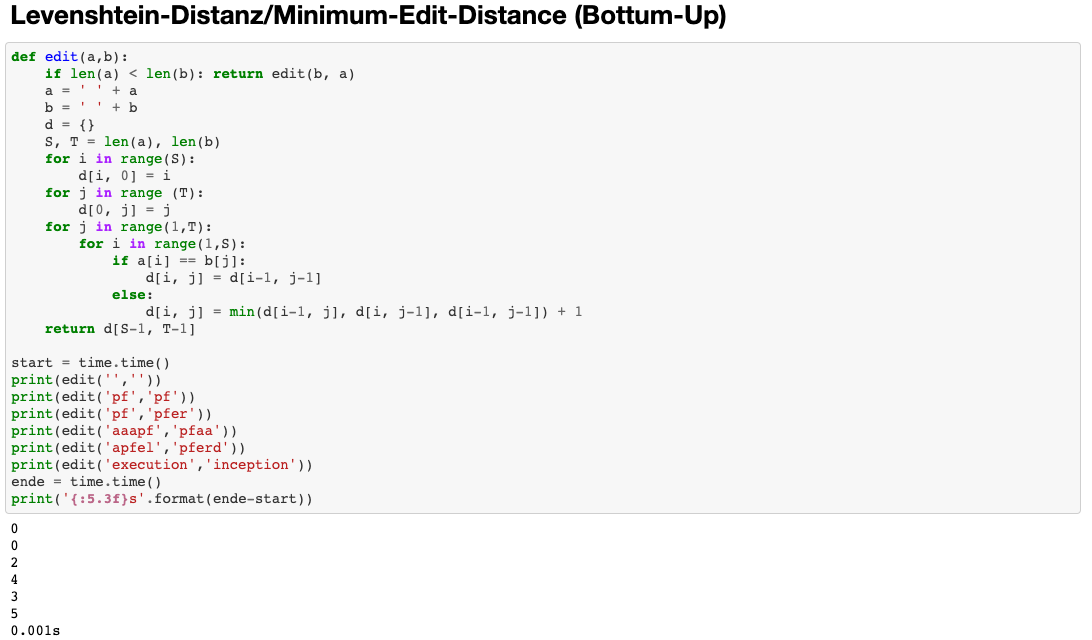 Levenshtein-Distanz/Minimum-Edit-Distance (Bottum-Up)
def edit(a,b):
    if len(a) < len(b): return edit(b, a)
    a = ' ' + a
    b = ' ' + b
    d = {}
    S, T = len(a), len(b)
    for i in range(S):
        d[i, 0] = i
    for j in range (T):
        d[0, j] = j
    for j in range(1,T):
        for i in range(1,S):
            if a[i] == b[j]:
                d[i, j] = d[i-1, j-1]
            else:
                d[i, j] = min(d[i-1, j], d[i, j-1], d[i-1, j-1]) + 1
    return d[S-1, T-1]

start = time.time()
print(edit('',''))
print(edit('pf','pf'))
print(edit('pf','pfer'))
print(edit('aaapf','pfaa'))
print(edit('apfel','pferd'))
print(edit('execution','inception'))
ende = time.time()
print('{:5.3f}s'.format(ende-start))
0
0
2
4
3
5
0.001s